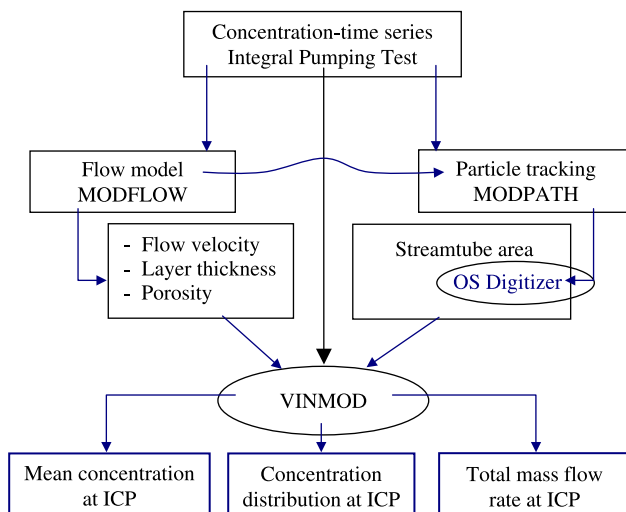 Concentration-time series
Integral Pumping Test
Flow model
MODFLOW
Particle tracking
MODPATH
- Flow velocity
- Layer thickness
- Porosity
Streamtube area
OS Digitizer
VINMOD
Mean concentration
at ICP
Concentration
distribution at ICP
Total mass flow
rate at ICP